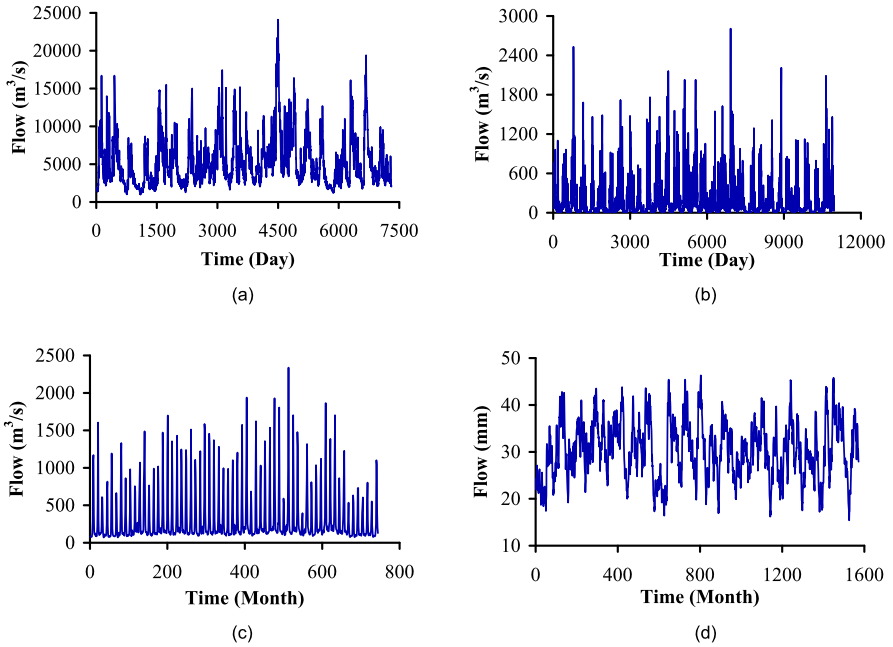 25000
20000
15000
10000
5000
0
Flow (m³/s)
0 1500 3000 4500 6000 7500
Time (Day)
(a)
3000
2400
1800
1200
600
0
Flow (m³/s)
0 3000 6000 9000 12000
Time (Day)
(b)
2500
2000
1500
1000
500
0
Flow (m³/s)
0 200 400 600 800
Time (Month)
(c)
50
40
30
20
10
Flow (mm)
0 400 800 1200 1600
Time (Month)
(d)